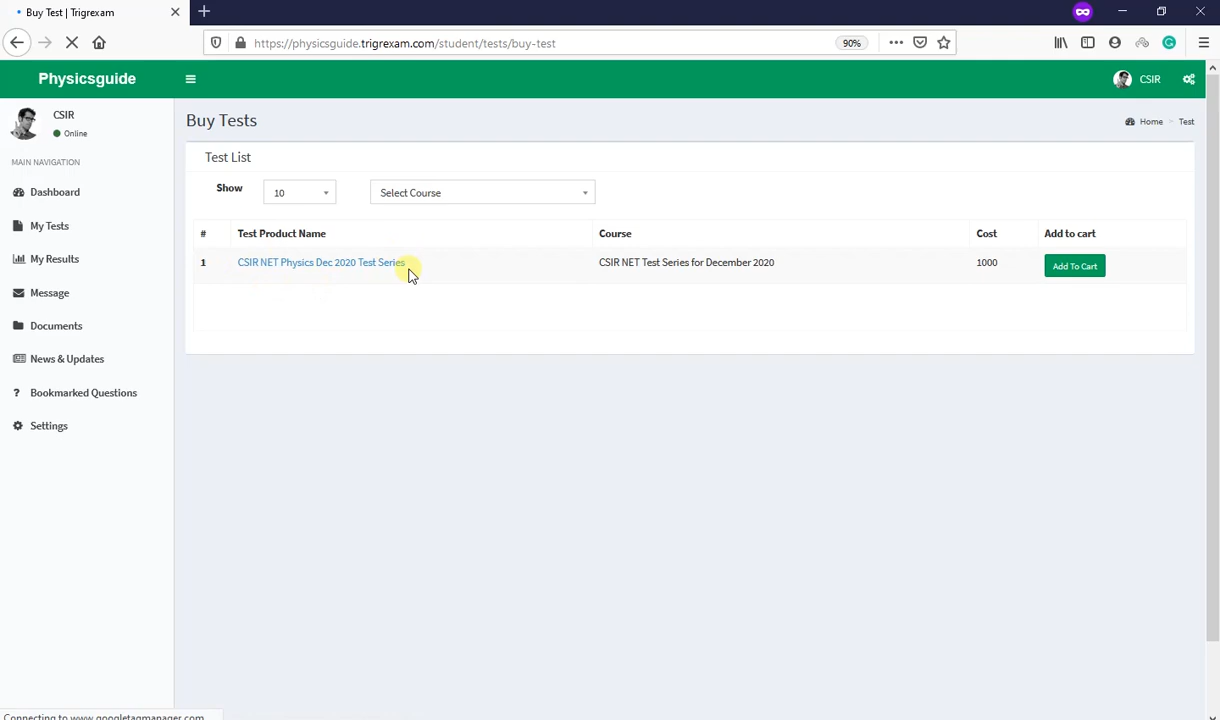 Buy Test | Trigrexam
https://physicsguide.trigrexam.com/student/tests/buy-test
90%
Physicsguide
CSIR
CSIR
Online
Buy Tests
Home
Test
MAIN NAVIGATION
Dashboard
My Tests
My Results
Message
Documents
News & Updates
Bookmarked Questions
Settings
Test List
Show
10
Select Course
# Test Product Name Course Cost Add to cart
1 CSIR NET Physics Dec 2020 Test Series CSIR NET Test Series for December 2020 1000 Add To Cart
Connecting to www.googletagmanager.com